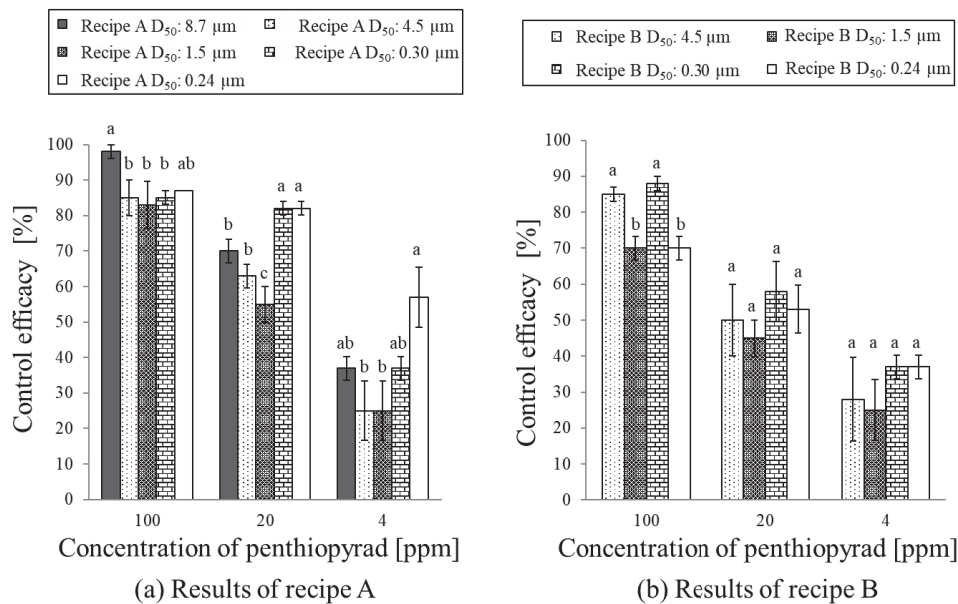 Recipe A D50: 8.7 µm
Recipe A D50: 4.5 µm
Recipe A D50: 1.5 µm
Recipe A D50: 0.30 µm
Recipe A D50: 0.24 µm
Control efficacy [%]
100
90
80
70
60
50
40
30
20
10
0
a
b b b ab
b b c a a
ab b b ab a
100 20 4
Concentration of penthiopyrad [ppm]
(a) Results of recipe A
Recipe B D50: 4.5 µm
Recipe B D50: 1.5 µm
Recipe B D50: 0.30 µm
Recipe B D50: 0.24 µm
Control efficacy [%]
100
90
80
70
60
50
40
30
20
10
0
a b a b
a a a a
a a a a
100 20 4
Concentration of penthiopyrad [ppm]
(b) Results of recipe B